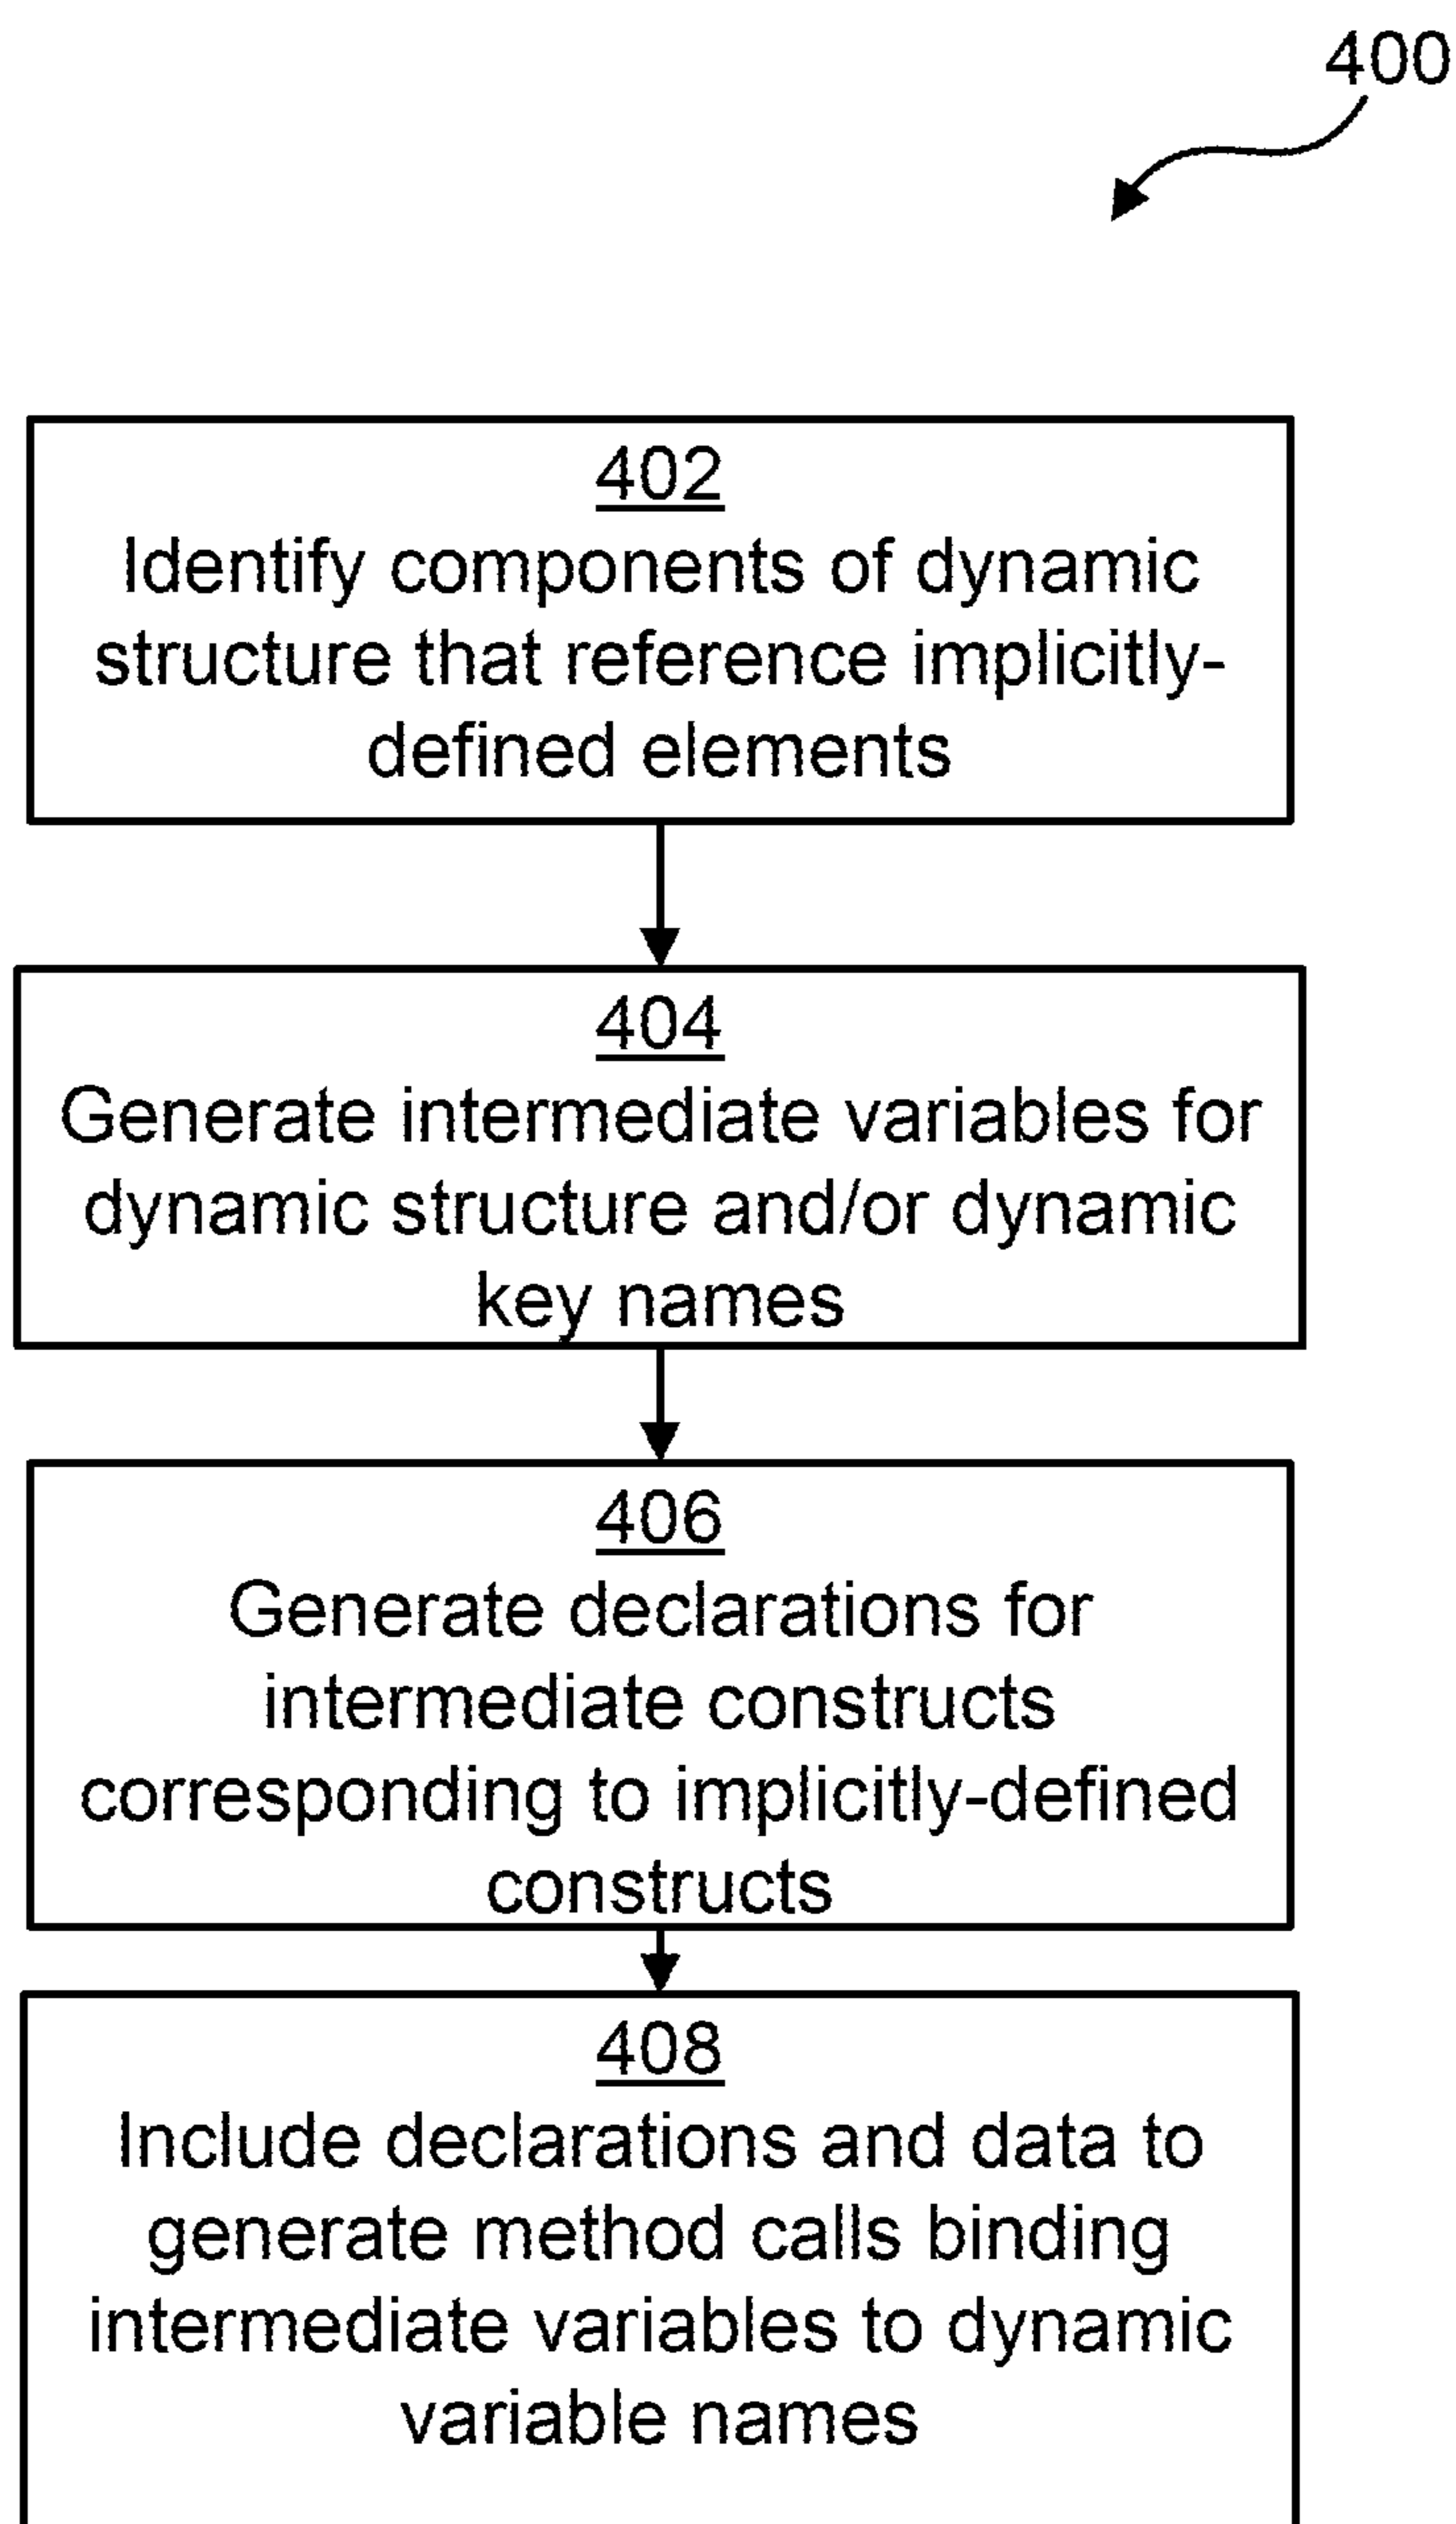 400
402
Identify components of dynamic
structure that reference implicitly-
defined elements
404
Generate intermediate variables for
dynamic structure and/or dynamic
key names
406
Generate declarations for
intermediate constructs
corresponding to implicitly-defined
constructs
408
Include declarations and data to
generate method calls binding
intermediate variables to dynamic
variable names